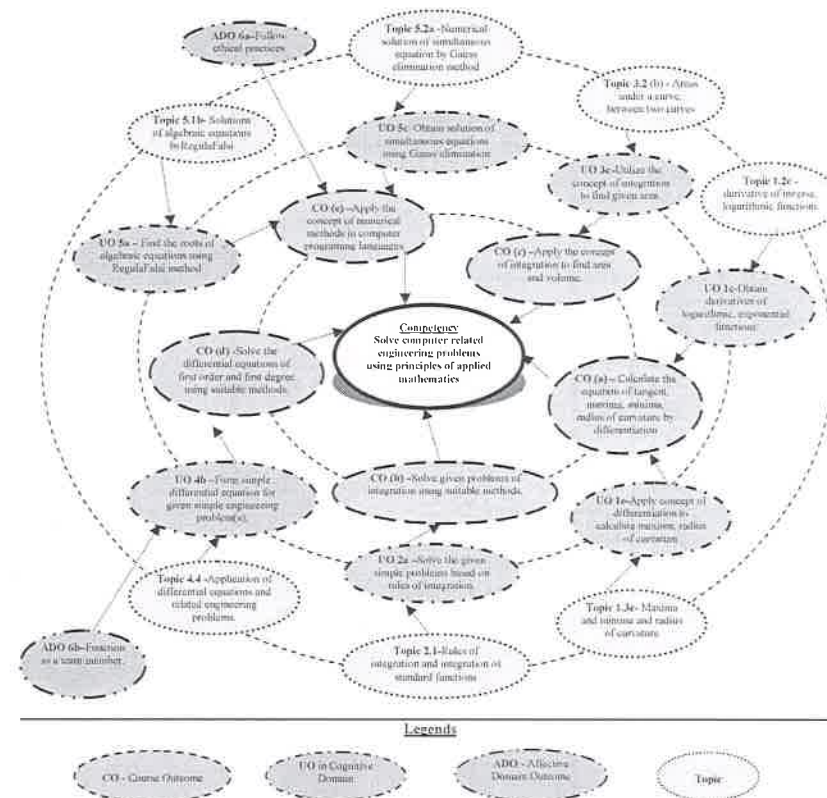 ADO 6a-Follow
ethical practices
Topic 5.2a -Numerical
solution of simultaneous
equation by Gauss
elimination method
Topic 3.2 (b) - Areas
under a curve,
between two curves
Topic 5.1b- Solutions
of algebraic equations
by RegulaFalsi
UO 5c- Obtain solution of
simultaneous equations
using Gauss elimination
UO 3c-Utilize the
concept of integration
to find given area
Topic 1.2c -
derivative of inverse,
logarithmic functions
CO (e) -Apply the
concept of numerical
methods in computer
programing languages
UO 5a - Find the roots of
algebraic equations using
RegulaFalsi method
CO (c) -Apply the concept
of integration to find area
and volume.
UO 1c-Obtain
derivatives of
logarithmic, exponential
functions
Competency
Solve computer related
engineering problems
using principles of applied
mathematics
CO (d) -Solve the
differential equations of
first order and first degree
using suitable methods.
CO (a) - Calculate the
equation of tangent,
maxima, minima,
radius of curvature by
differentiation
CO (b) -Solve given problems of
integration using suitable methods.
UO 4b -Form simple
differential equation for
given simple engineering
problem(s).
UO 1e-Apply concept of
differentiation to
calculate maxima, radius
of curvature
UO 2a -Solve the given
simple problems based on
rules of integration.
Topic 4.4 -Application of
differential equations and
related engineering
problems.
Topic 1.3c- Maxima
and minima and radius
of curvature
ADO 6b-Function
as a team member.
Topic 2.1-Rules of
integration and integration of
standard functions
Legends
CO - Course Outcome
UO in Cognitive
Domain
ADO - Affective
Domain Outcome
Topic